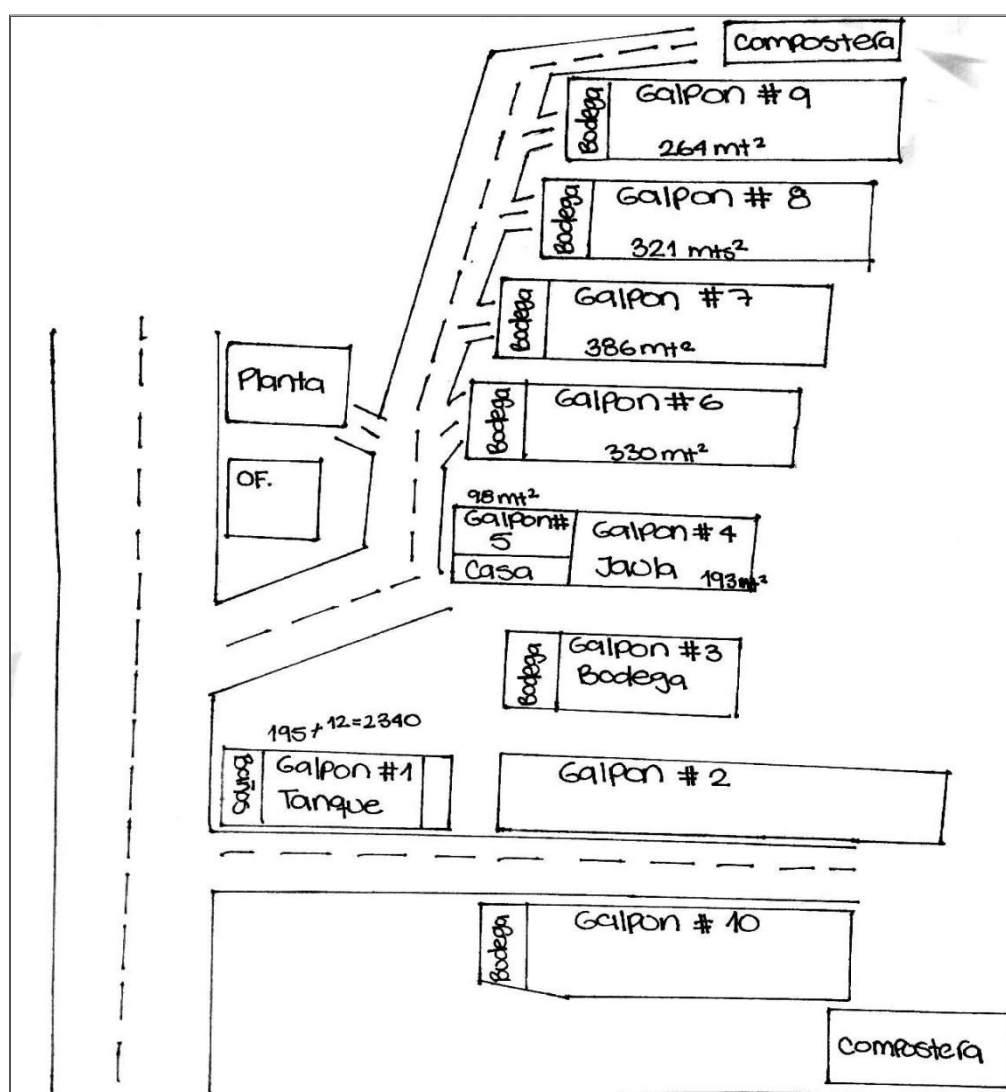 Compostera
Bodega
Galpon # 9
264 mt²
Bodega
Galpon # 8
321 mts²
Bodega
Galpon # 7
386 mt²
Planta
Bodega
Galpon # 6
330 mt²
OF.
98 mt²
Galpon #
5
Casa
Galpon # 4
Jaula 193 mt²
Bodega
Galpon #3
Bodega
195 + 12 = 2340
Baños
Galpon #1
Tanque
Galpon # 2
Bodega
Galpon # 10
Compostera